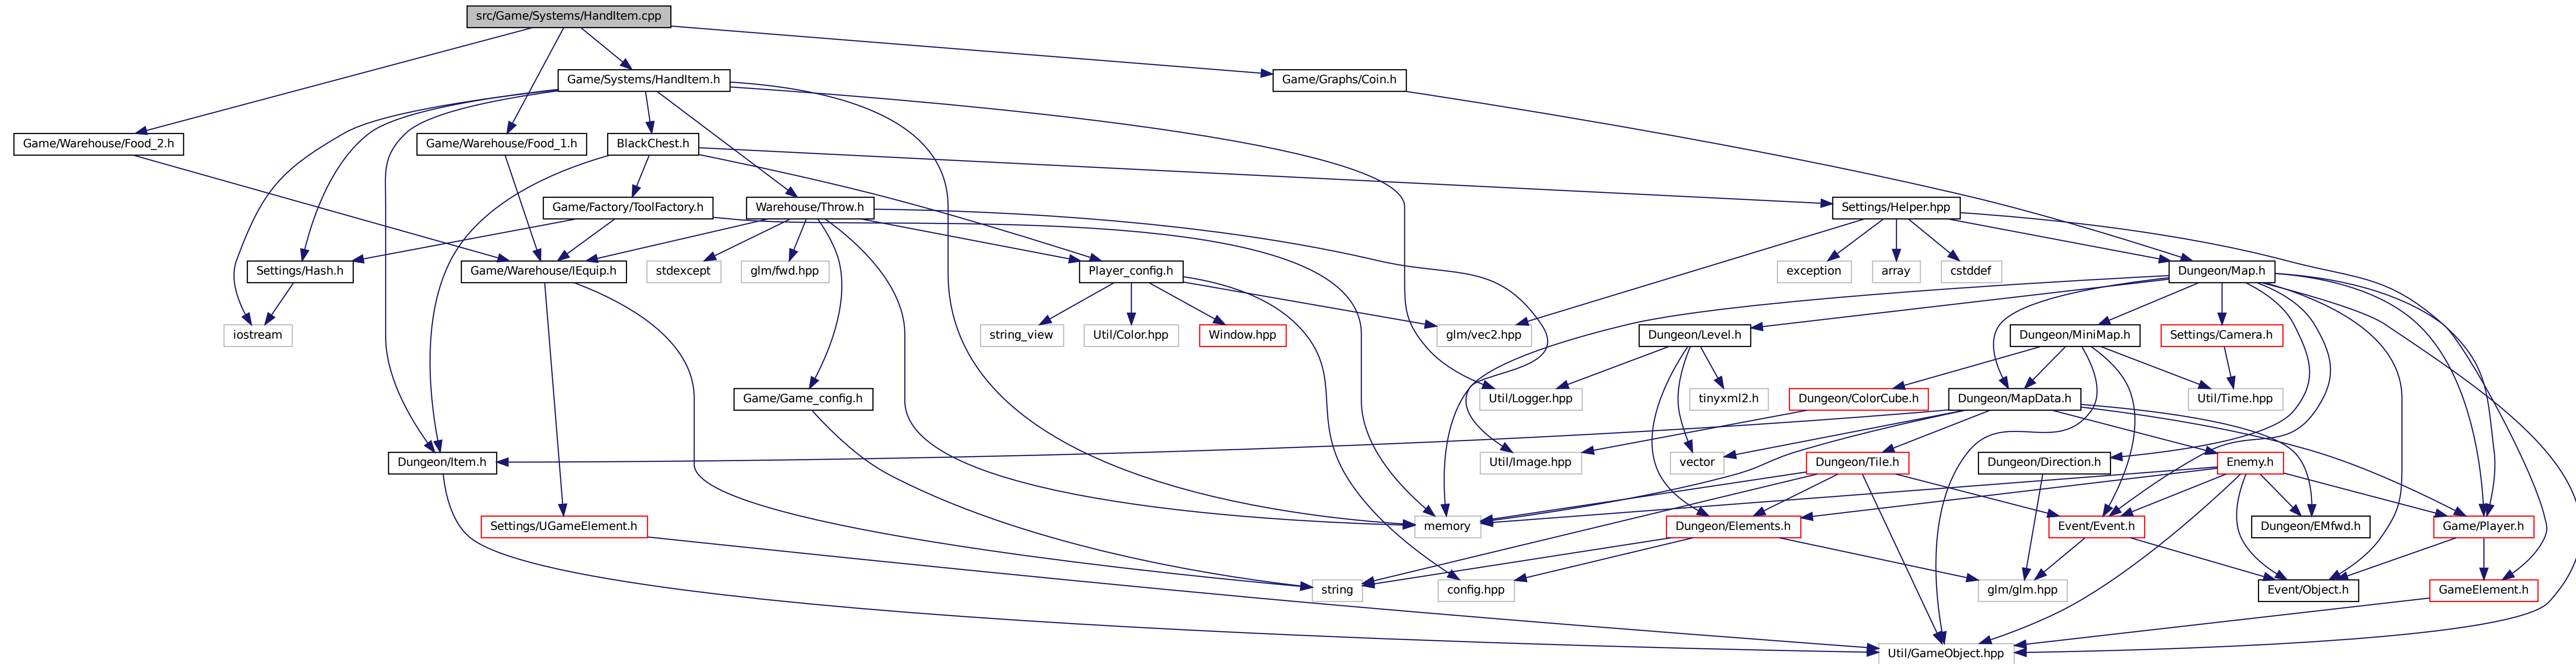 src/Game/Systems/HandItem.cpp
Game/Systems/HandItem.h
Game/Graphs/Coin.h
Game/Warehouse/Food_2.h
Game/Warehouse/Food_1.h
BlackChest.h
Game/Factory/ToolFactory.h
Warehouse/Throw.h
Settings/Helper.hpp
Settings/Hash.h
Game/Warehouse/IEquip.h
stdexcept
glm/fwd.hpp
Player_config.h
exception
array
cstddef
Dungeon/Map.h
iostream
string_view
Util/Color.hpp
Window.hpp
glm/vec2.hpp
Dungeon/Level.h
Dungeon/MiniMap.h
Settings/Camera.h
Game/Game_config.h
Util/Logger.hpp
tinyxml2.h
Dungeon/ColorCube.h
Dungeon/MapData.h
Util/Time.hpp
Dungeon/Item.h
Util/Image.hpp
vector
Dungeon/Tile.h
Dungeon/Direction.h
Enemy.h
Settings/UGameElement.h
memory
Dungeon/Elements.h
Event/Event.h
Dungeon/EMfwd.h
Game/Player.h
string
config.hpp
glm/glm.hpp
Event/Object.h
GameElement.h
Util/GameObject.hpp